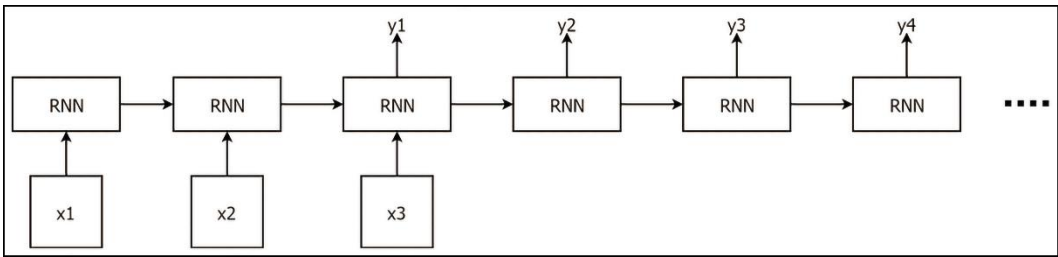 y1 y2 y3 y4
RNN RNN RNN RNN RNN RNN ....
x1 x2 x3